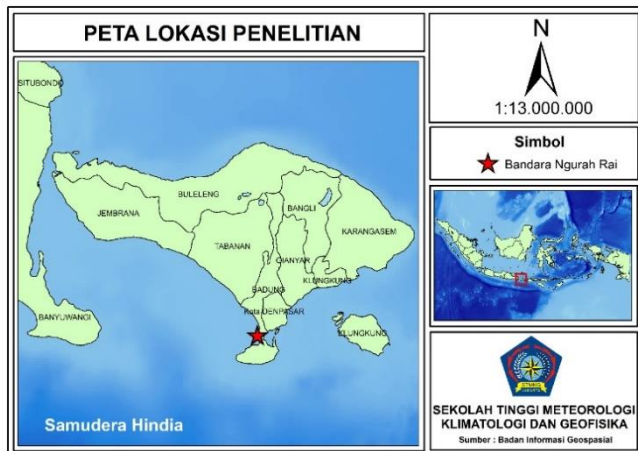 PETA LOKASI PENELITIAN
SITUBONDO
BULELENG
JEMBRANA
BANGLI
TABANAN
KARANGASEM
GIANYAR
KLUNGKUNG
BADUNG
Kota DENPASAR
BANYUWANGI
KLUNGKUNG
Samudera Hindia
N
1:13.000.000
Simbol
Bandara Ngurah Rai
STMKG
SEKOLAH TINGGI METEOROLOGI
KLIMATOLOGI DAN GEOFISIKA
Sumber : Badan Informasi Geospasial